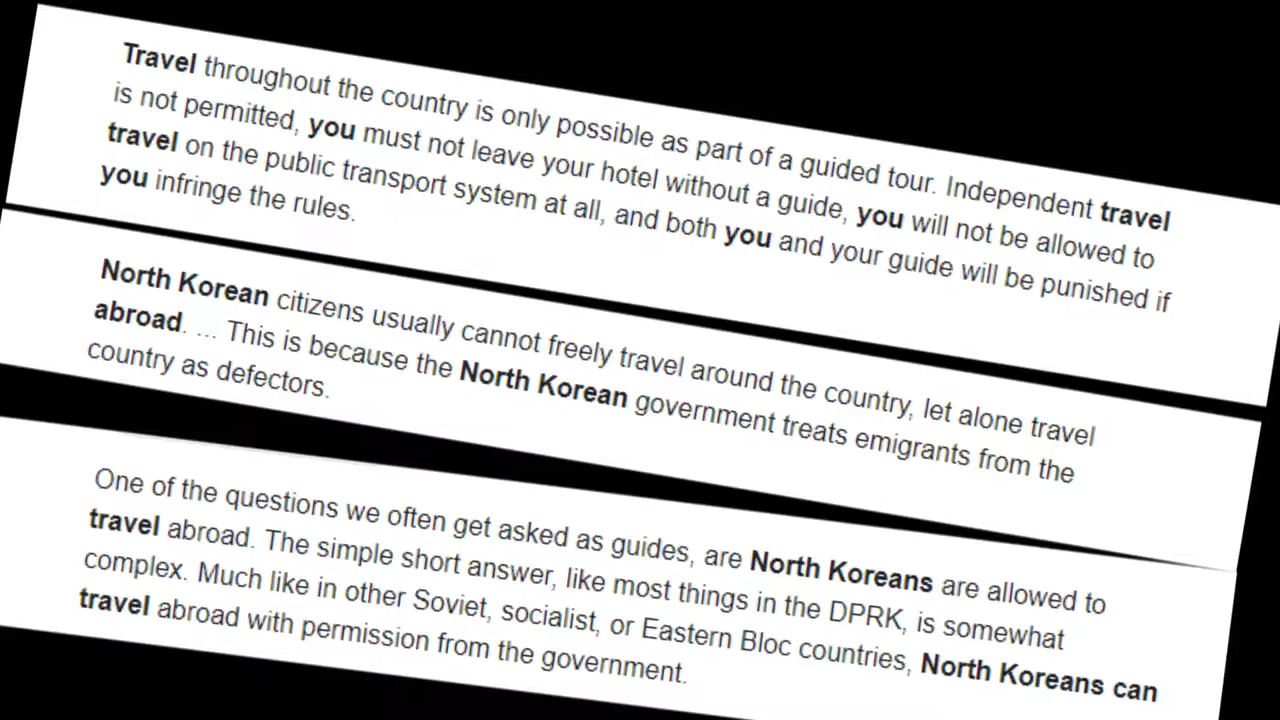 Travel throughout the country is only possible as part of a guided tour. Independent travel
is not permitted, you must not leave your hotel without a guide, you will not be allowed to
travel on the public transport system at all, and both you and your guide will be punished if
you infringe the rules.
North Korean citizens usually cannot freely travel around the country, let alone travel
abroad. ... This is because the North Korean government treats emigrants from the
country as defectors.
One of the questions we often get asked as guides, are North Koreans are allowed to
travel abroad. The simple short answer, like most things in the DPRK, is somewhat
complex. Much like in other Soviet, socialist, or Eastern Bloc countries, North Koreans can
travel abroad with permission from the government.